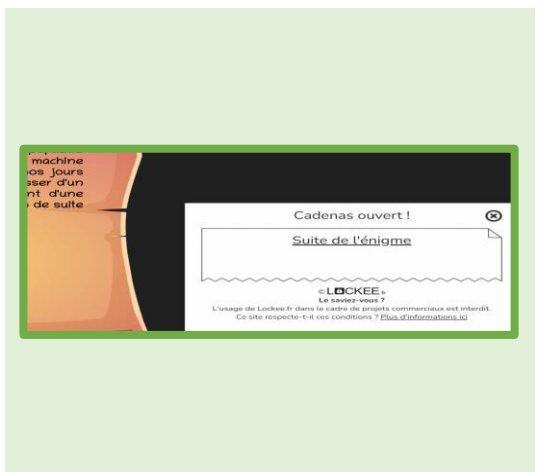 machine
os jours
sser d'un
nt d'une
de suite
Cadenas ouvert !
Suite de l'énigme
© LOCKEE.fr
Le saviez-vous ?
L'usage de Lockee.fr dans le cadre de projets commerciaux est interdit.
Ce site respecte-t-il ces conditions ? Plus d'informations ici